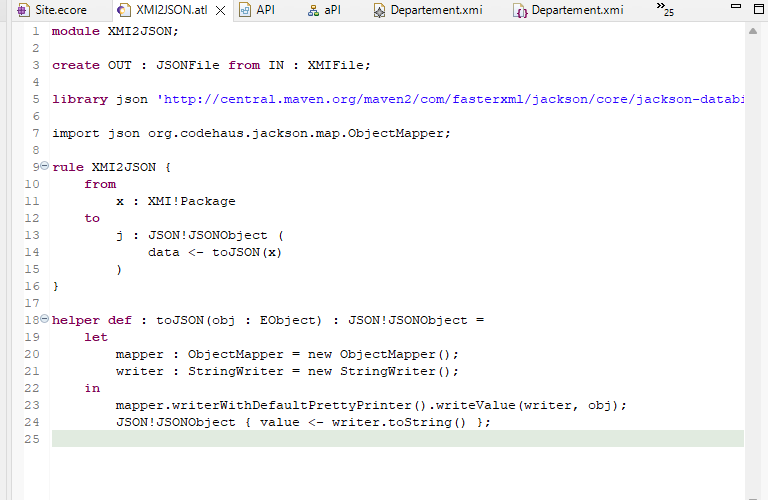 Site.ecore XMI2JSON.atl API aPI Departement.xmi Departement.xmi 25
1 module XMI2JSON;
2
3 create OUT : JSONFile from IN : XMIFile;
4
5 library json 'http://central.maven.org/maven2/com/fasterxml/jackson/core/jackson-databi
6
7 import json org.codehaus.jackson.map.ObjectMapper;
8
9 rule XMI2JSON {
10 from
11 x : XMI!Package
12 to
13 j : JSON!JSONObject (
14 data <- toJSON(x)
15 )
16 }
17
18 helper def : toJSON(obj : EObject) : JSON!JSONObject =
19 let
20 mapper : ObjectMapper = new ObjectMapper();
21 writer : StringWriter = new StringWriter();
22 in
23 mapper.writerWithDefaultPrettyPrinter().writeValue(writer, obj);
24 JSON!JSONObject { value <- writer.toString() };
25